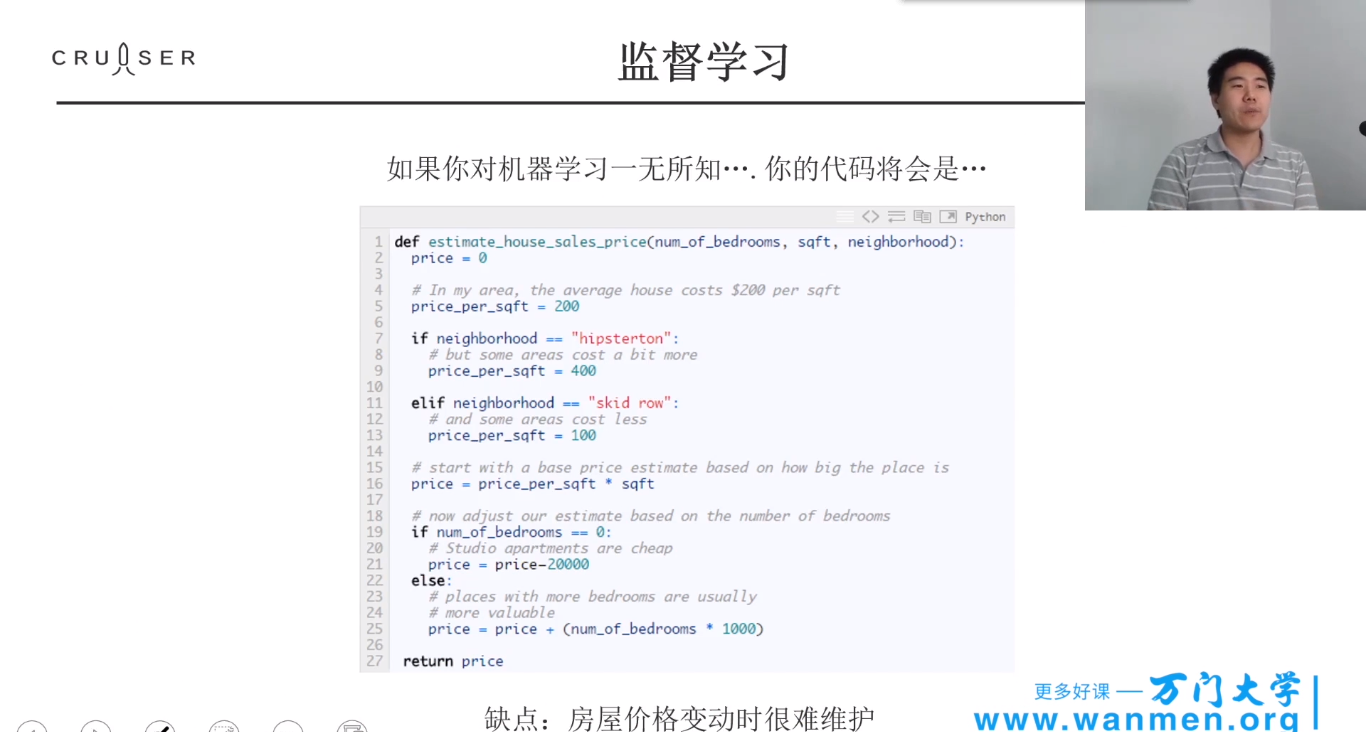 CRUISER
监督学习
如果你对机器学习一无所知…. 你的代码将会是…
Python
1 def estimate_house_sales_price(num_of_bedrooms, sqft, neighborhood):
2 price = 0
3
4 # In my area, the average house costs $200 per sqft
5 price_per_sqft = 200
6
7 if neighborhood == "hipsterton":
8 # but some areas cost a bit more
9 price_per_sqft = 400
10
11 elif neighborhood == "skid row":
12 # and some areas cost less
13 price_per_sqft = 100
14
15 # start with a base price estimate based on how big the place is
16 price = price_per_sqft * sqft
17
18 # now adjust our estimate based on the number of bedrooms
19 if num_of_bedrooms == 0:
20 # Studio apartments are cheap
21 price = price-20000
22 else:
23 # places with more bedrooms are usually
24 # more valuable
25 price = price + (num_of_bedrooms * 1000)
26
27 return price
缺点：房屋价格变动时很难维护
更多好课 — 万门大学
www.wanmen.org